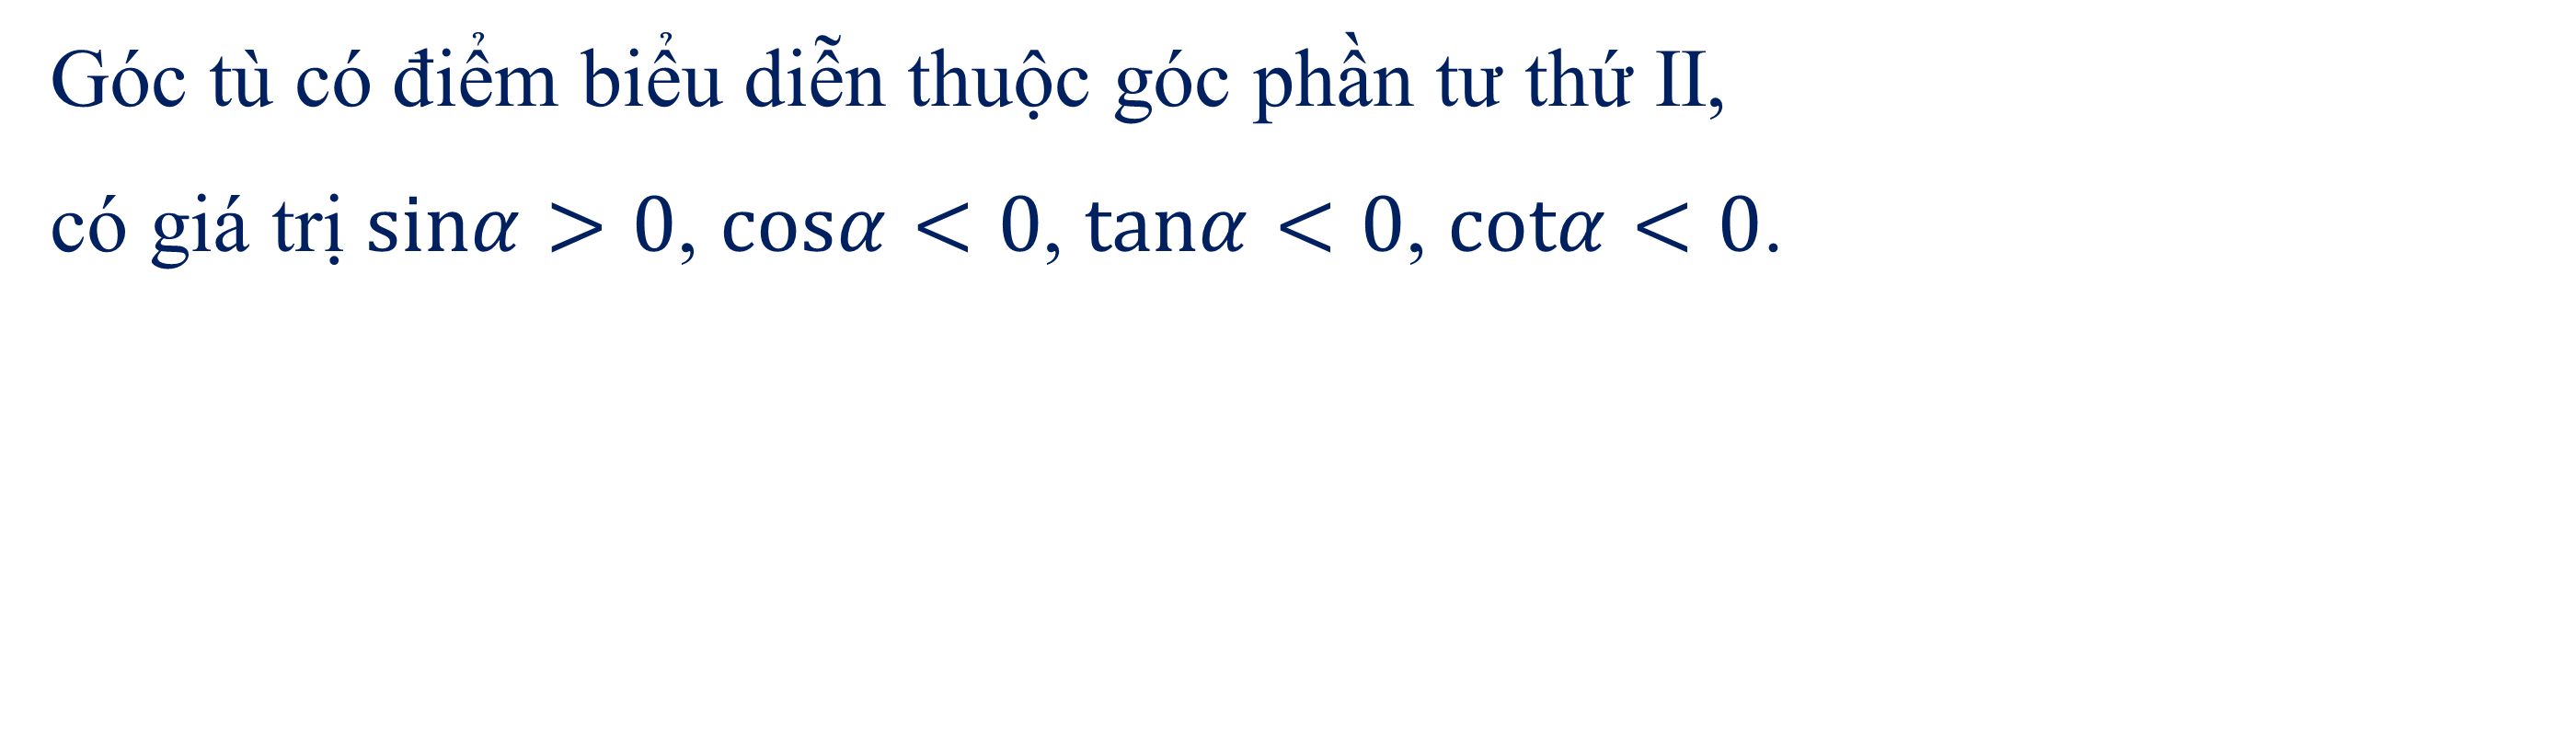 Góc tù có điểm biểu diễn thuộc góc phần tư thứ II,
có giá trị sin𝛼 > 0, cos𝛼 < 0, tan𝛼 < 0, cot𝛼 < 0.